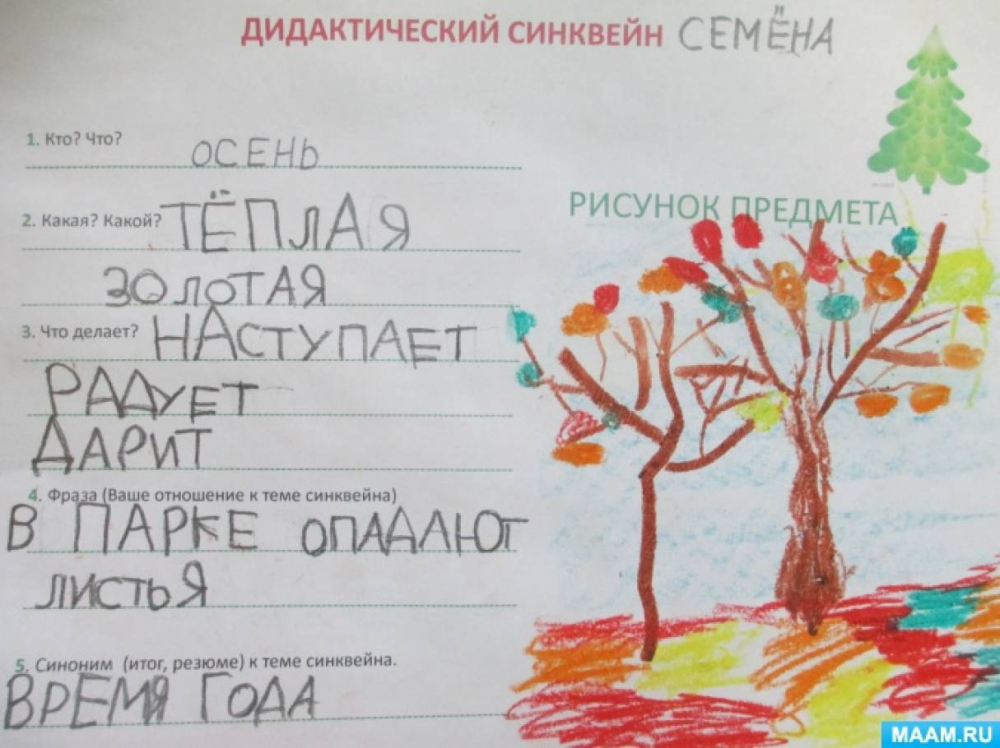 ДИДАКТИЧЕСКИЙ СИНКВЕЙН СЕМЁНА
1. Кто? Что? ОСЕНЬ
2. Какая? Какой? ТЁПЛАЯ
ЗОЛОТАЯ
3. Что делает? НАСТУПАЕТ
РАДУЕТ
ДАРИТ
4. Фраза (Ваше отношение к теме синквейна)
В ПАРКЕ ОПАДАЮТ
ЛИСТЬЯ
5. Синоним (итог, резюме) к теме синквейна.
ВРЕМЯ ГОДА
РИСУНОК ПРЕДМЕТА
MAAM.RU